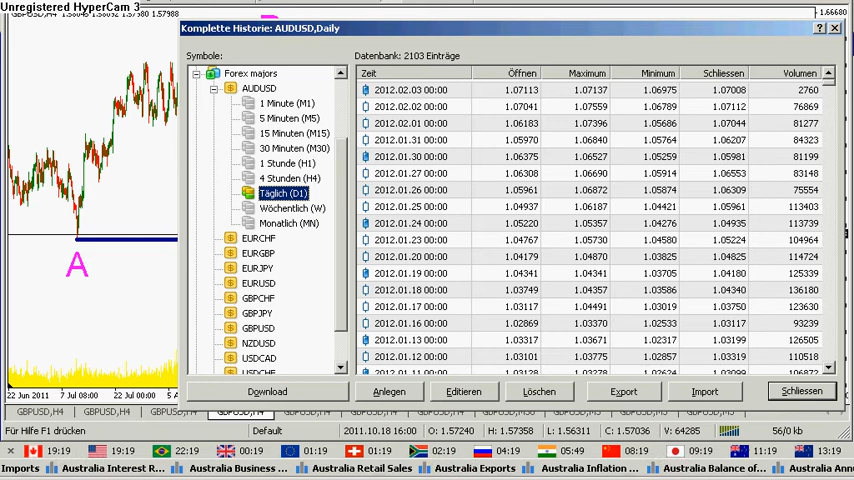 Unregistered HyperCam 3
1.66680
Komplette Historie: AUDUSD,Daily
Symbole:
Datenbank: 2103 Einträge
Forex majors
AUDUSD
1 Minute (M1)
5 Minuten (M5)
15 Minuten (M15)
30 Minuten (M30)
1 Stunde (H1)
4 Stunden (H4)
Täglich (D1)
Wöchentlich (W)
Monatlich (MN)
EURCHF
EURGBP
EURJPY
EURUSD
GBPCHF
GBPJPY
GBPUSD
NZDUSD
USDCAD
USDCHF
Zeit Öffnen Maximum Minimum Schliessen Volumen
2012.02.03 00:00 1.07113 1.07137 1.06975 1.07008 2760
2012.02.02 00:00 1.07041 1.07559 1.06789 1.07112 76869
2012.02.01 00:00 1.06183 1.07396 1.05686 1.07044 81277
2012.01.31 00:00 1.05970 1.06840 1.05764 1.06207 84323
2012.01.30 00:00 1.06375 1.06527 1.05259 1.05981 81199
2012.01.27 00:00 1.06308 1.06690 1.05914 1.06553 83148
2012.01.26 00:00 1.05961 1.06872 1.05874 1.06309 75554
2012.01.25 00:00 1.04937 1.06187 1.04421 1.05961 113403
2012.01.24 00:00 1.05220 1.05357 1.04276 1.04935 113739
2012.01.23 00:00 1.04767 1.05730 1.04580 1.05224 104964
2012.01.20 00:00 1.04179 1.04870 1.03701 1.04820 114724
2012.01.19 00:00 1.04341 1.04541 1.03705 1.04180 125339
2012.01.18 00:00 1.03749 1.04357 1.03586 1.04340 136180
2012.01.17 00:00 1.03117 1.04491 1.03010 1.03750 123630
2012.01.16 00:00 1.02869 1.03370 1.02533 1.03117 93239
2012.01.13 00:00 1.03317 1.03671 1.02317 1.03199 126505
2012.01.12 00:00 1.03101 1.03775 1.02857 1.03321 110518
A
Download Anlegen Editieren Löschen Export Import Schliessen
22 Jun 2011 7 Jul 00:00
GBPUSD,H4 GBPUSD,H4
Für Hilfe F1 drücken Default 2011.10.18 16:00 O: 1.57240 H: 1.57358 L: 1.56311 C: 1.57036 V: 64285 56/0 kb
19:19 19:19 22:19 00:19 01:19 01:19 02:19 04:19 05:49 08:19 09:19 11:19 13:19
Imports Australia Interest R... Australia Business ... Australia Retail Sales Australia Exports Australia Inflation ... Australia Balance of...